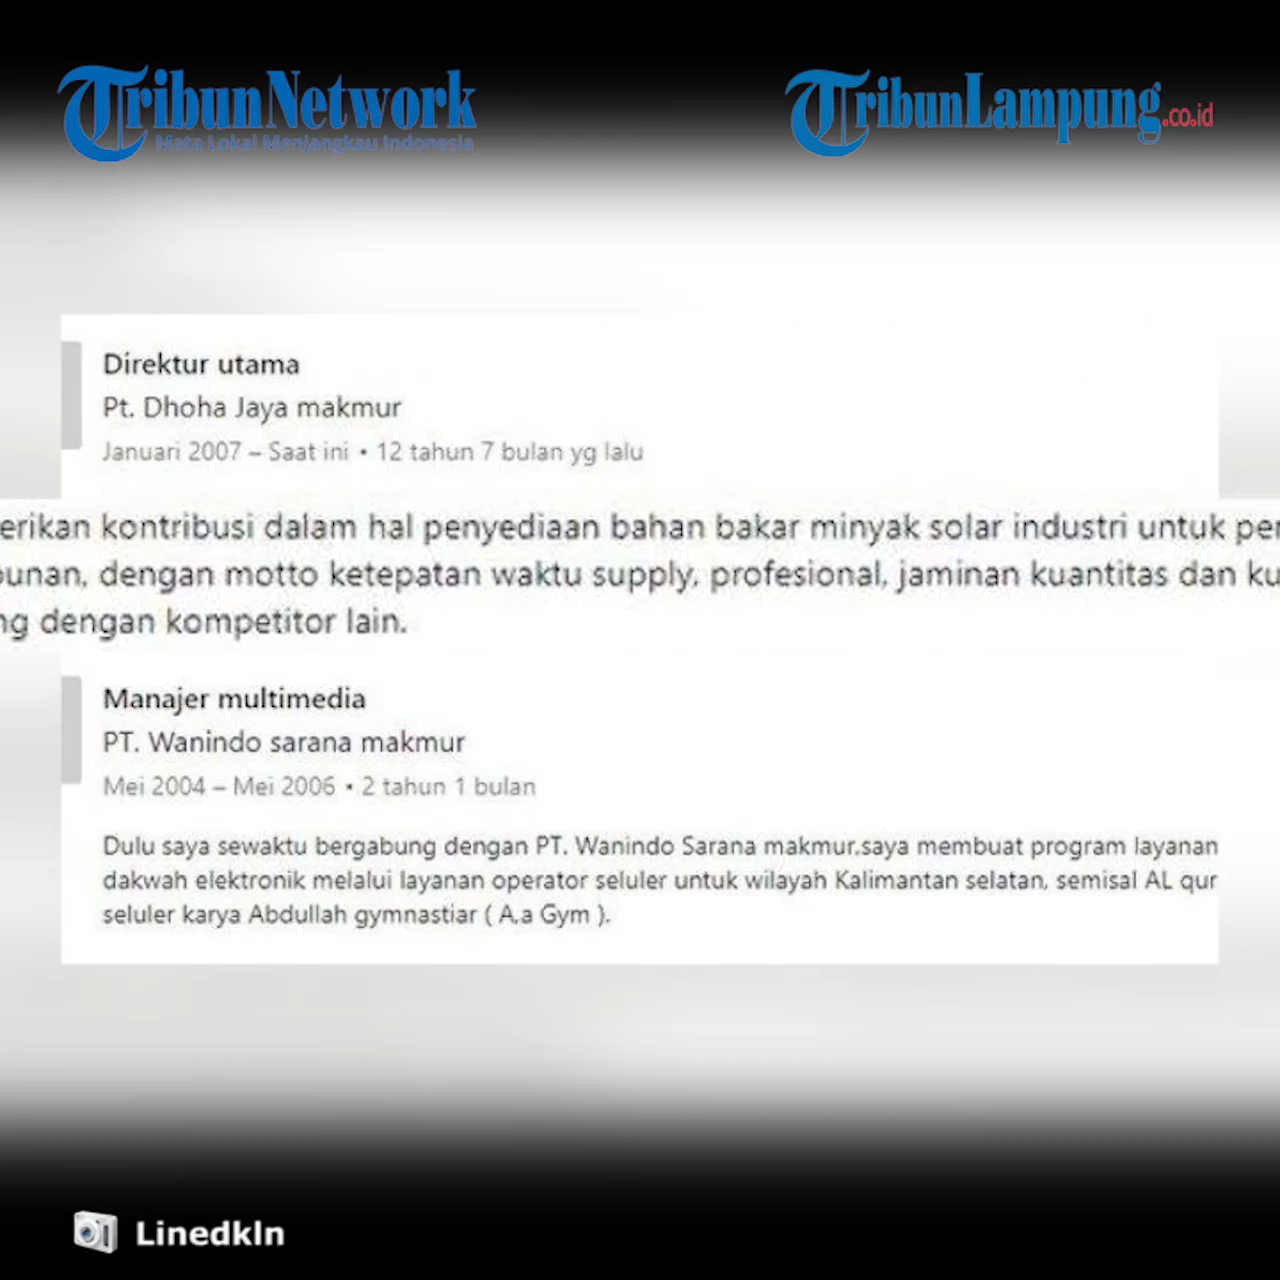 TribunNetwork
Mata Lokal Menjangkau Indonesia
TribunLampung.co.id
Direktur utama
Pt. Dhoha Jaya makmur
Januari 2007 – Saat ini • 12 tahun 7 bulan yg lalu
erikan kontribusi dalam hal penyediaan bahan bakar minyak solar industri untuk per
bunan, dengan motto ketepatan waktu supply, profesional, jaminan kuantitas dan ku
ng dengan kompetitor lain.
Manajer multimedia
PT. Wanindo sarana makmur
Mei 2004 – Mei 2006 • 2 tahun 1 bulan
Dulu saya sewaktu bergabung dengan PT. Wanindo Sarana makmur,saya membuat program layanan
dakwah elektronik melalui layanan operator seluler untuk wilayah Kalimantan selatan, semisal AL qur
seluler karya Abdullah gymnastiar ( A,a Gym ).
LinedkIn